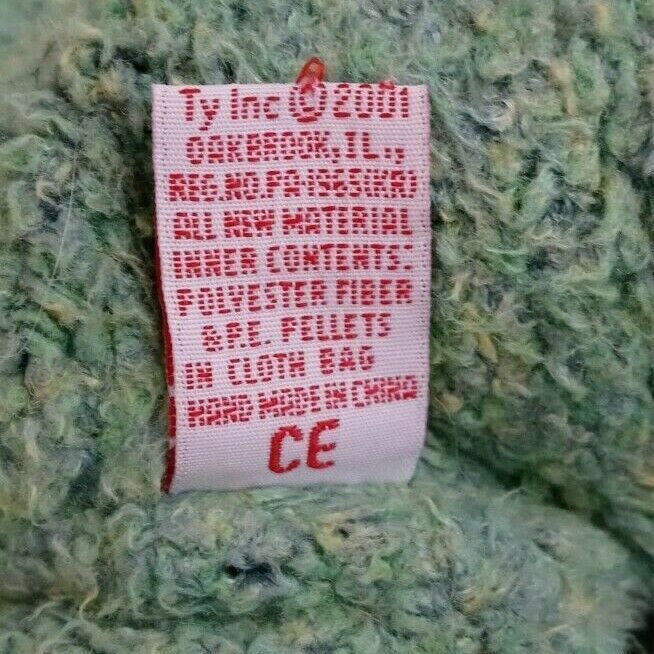 Ty Inc © 2001
OAKBROOK, IL.,
REG.NO.PA-1965(KR)
ALL NEW MATERIAL
INNER CONTENTS:
POLYESTER FIBER
& P.E. PELLETS
IN CLOTH BAG
HAND MADE IN CHINA
CE